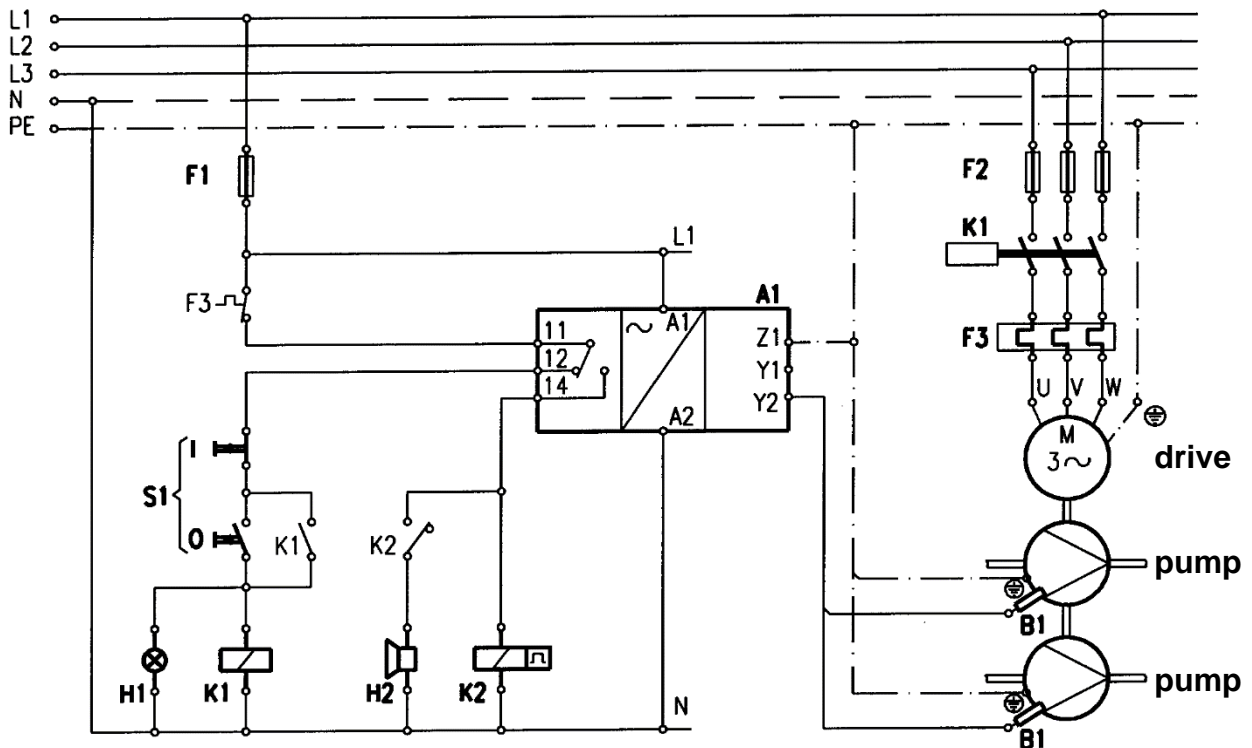 L1
L2
L3
N
PE
F1
F2
K1
L1
F3
A1
11
A1
Z1
F3
12
Y1
14
Y2
U V W
A2
M
3~
drive
I
S1
O
K1
K2
pump
B1
H1
K1
H2
K2
N
pump
B1